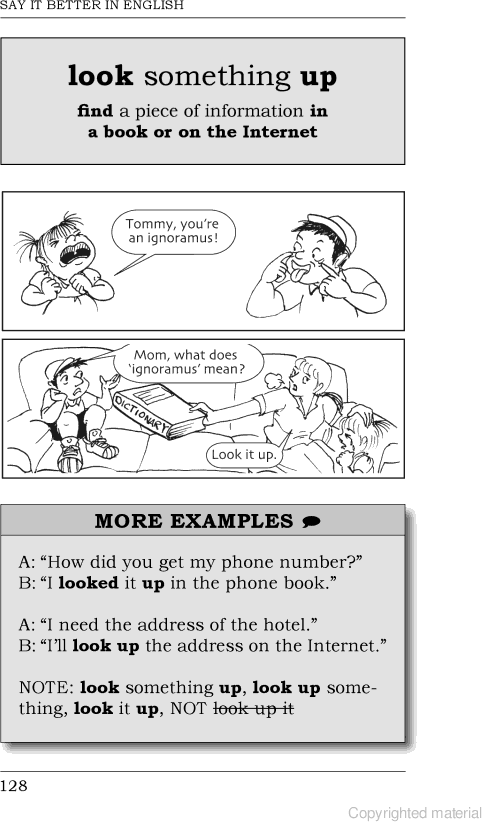 SAY IT BETTER IN ENGLISH
look something up
find a piece of information in
a book or on the Internet
Tommy, you're
an ignoramus!
Mom, what does
‘ignoramus’ mean?
DICTIONARY
Look it up.
MORE EXAMPLES
A: “How did you get my phone number?”
B: “I looked it up in the phone book.”
A: “I need the address of the hotel.”
B: “I’ll look up the address on the Internet.”
NOTE: look something up, look up some-
thing, look it up, NOT look up it
128
Copyrighted material